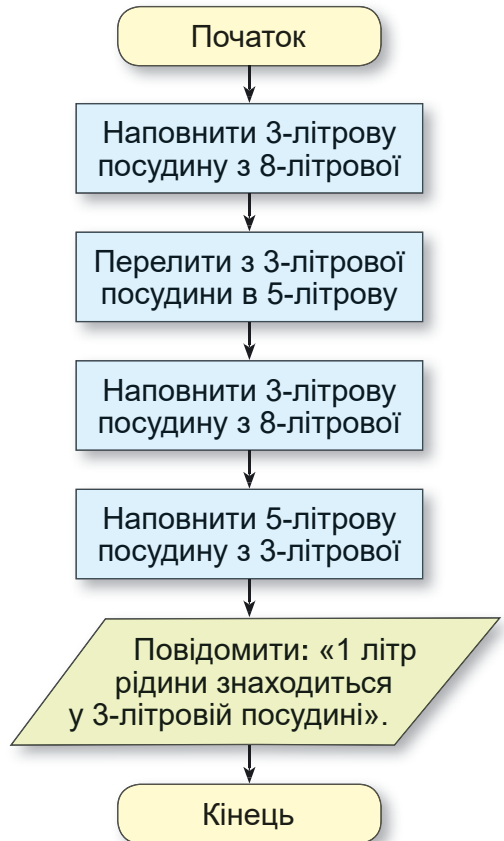 Початок
Наповнити 3-літрову
посудину з 8-літрової
Перелити з 3-літрової
посудини в 5-літрову
Наповнити 3-літрову
посудину з 8-літрової
Наповнити 5-літрову
посудину з 3-літрової
Повідомити: «1 літр
рідини знаходиться
у 3-літровій посудині».
Кінець